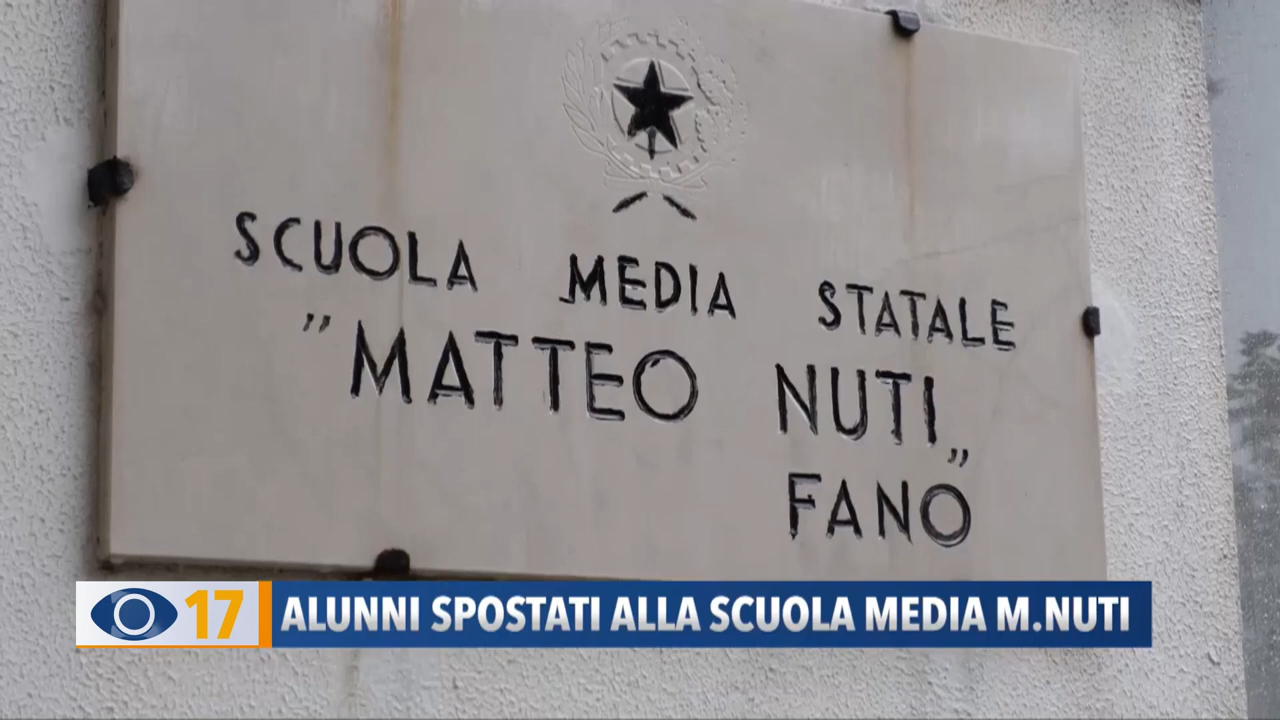 SCUOLA MEDIA STATALE
"MATTEO NUTI„
FANO
17
ALUNNI SPOSTATI ALLA SCUOLA MEDIA M.NUTI